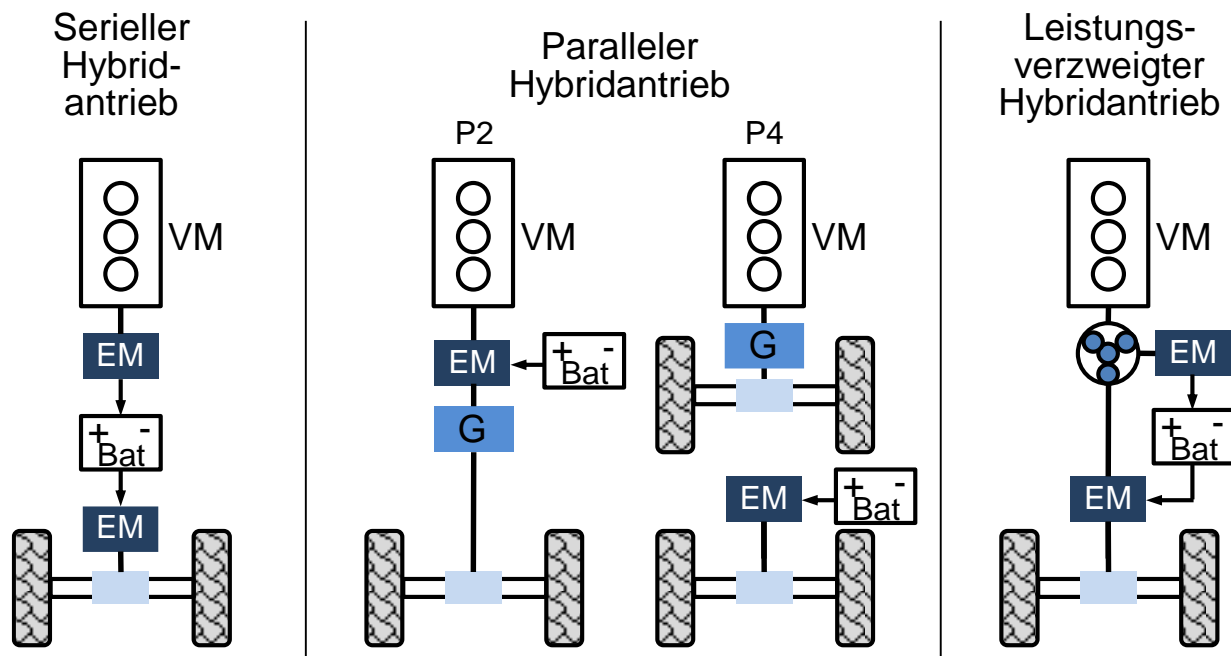 Serieller
Hybrid-
antrieb
VM
EM
+ -
Bat
EM
Paralleler
Hybridantrieb
P2
VM
EM
+ -
Bat
G
P4
VM
G
EM
+ -
Bat
Leistungs-
verzweigter
Hybridantrieb
VM
EM
+ -
Bat
EM